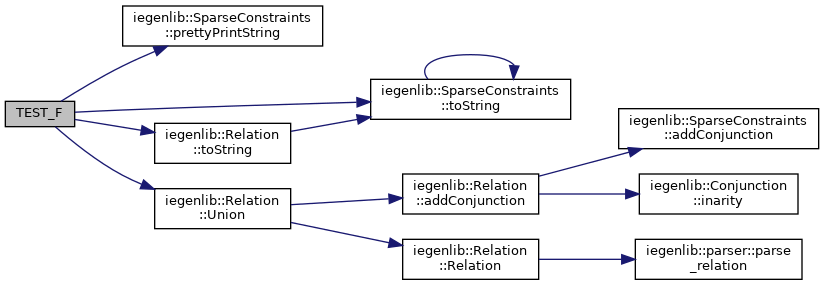 TEST_F
iegenlib::SparseConstraints
::prettyPrintString
iegenlib::SparseConstraints
::toString
iegenlib::Relation
::toString
iegenlib::Relation
::Union
iegenlib::Relation
::addConjunction
iegenlib::Relation
::Relation
iegenlib::SparseConstraints
::addConjunction
iegenlib::Conjunction
::inarity
iegenlib::parser::parse
_relation